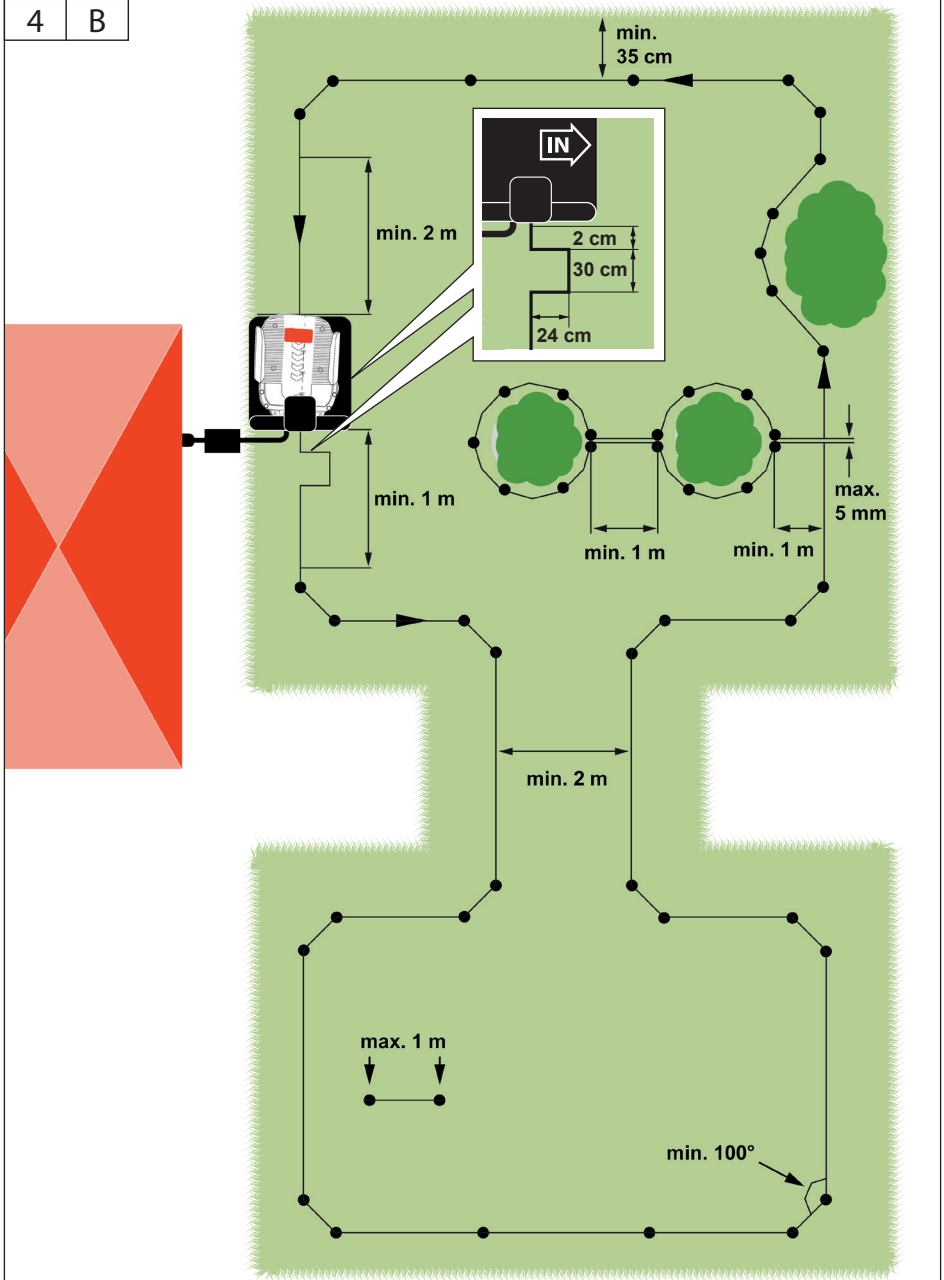 4 B
min.
35 cm
IN
min. 2 m
2 cm
30 cm
24 cm
min. 1 m
max.
5 mm
min. 1 m
min. 1 m
min. 2 m
max. 1 m
min. 100°